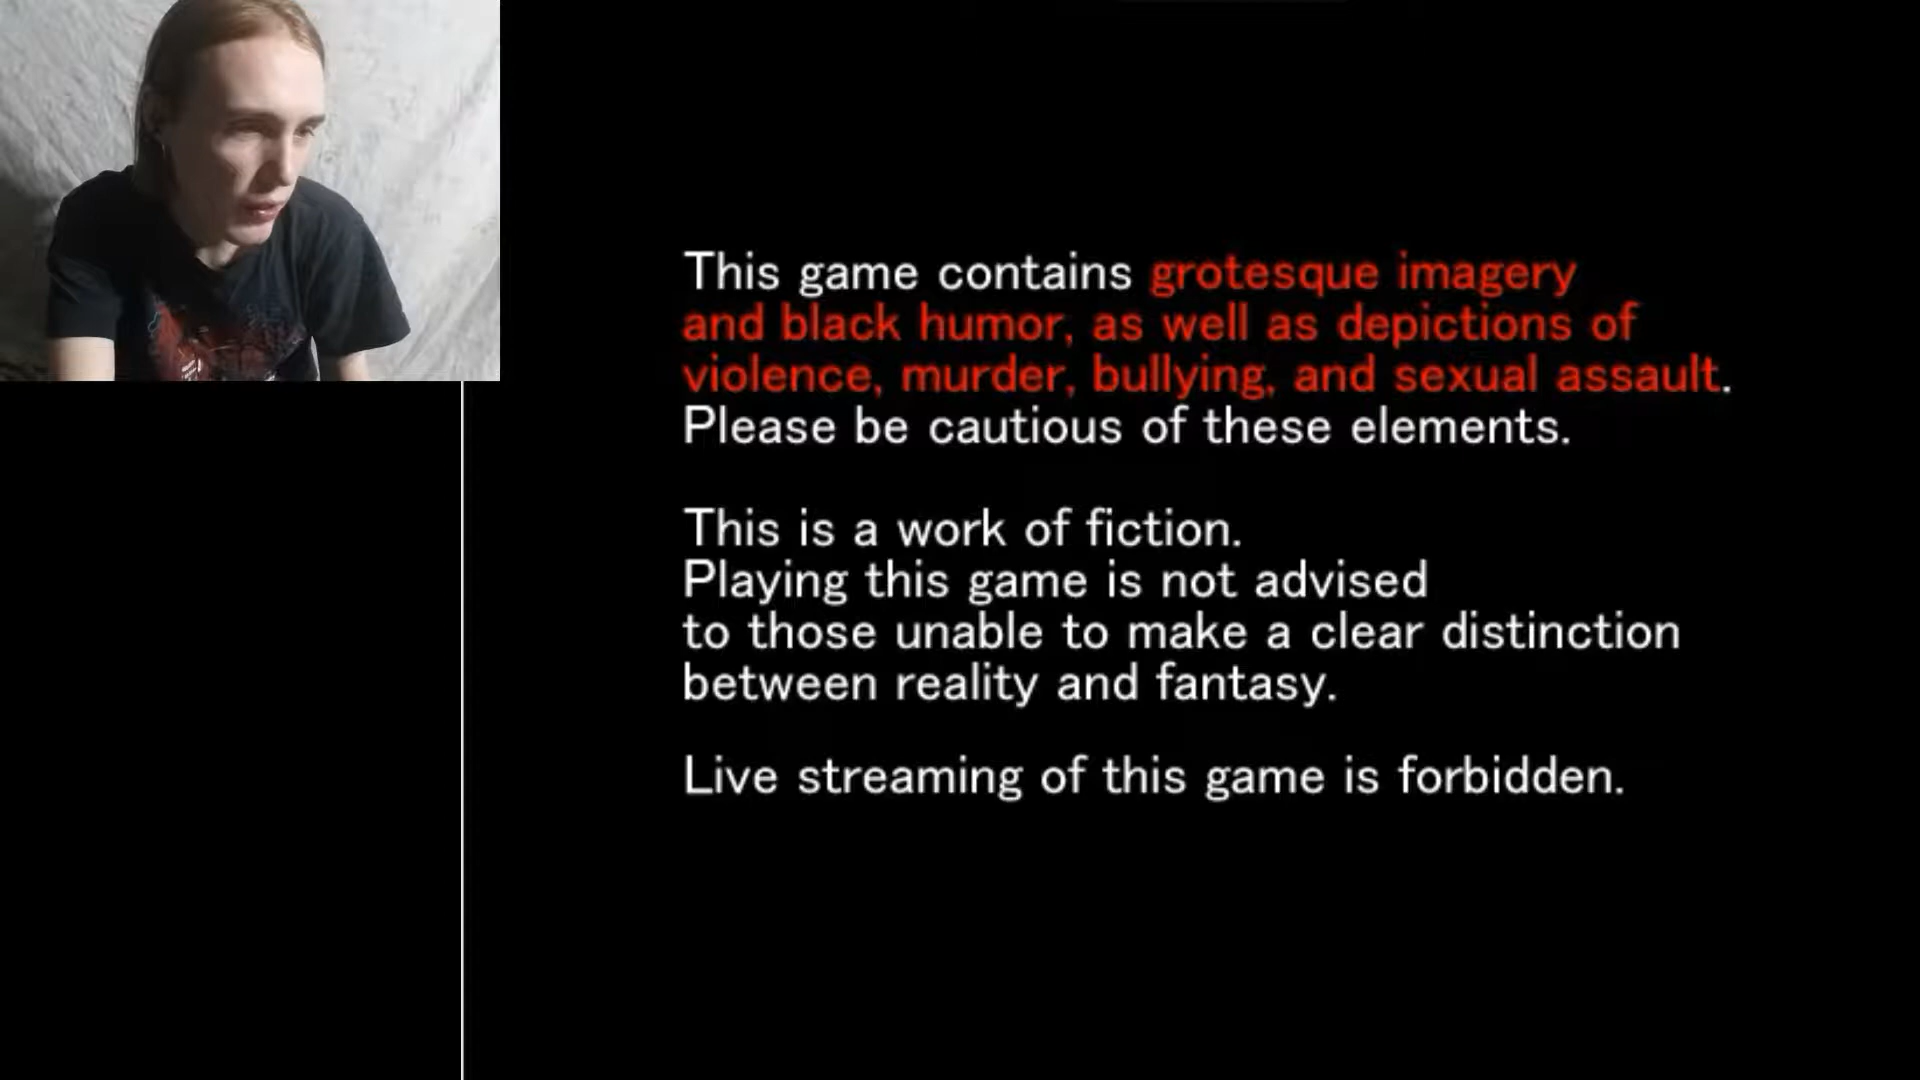 This game contains grotesque imagery
and black humor, as well as depictions of
violence, murder, bullying, and sexual assault.
Please be cautious of these elements.
This is a work of fiction.
Playing this game is not advised
to those unable to make a clear distinction
between reality and fantasy.
Live streaming of this game is forbidden.